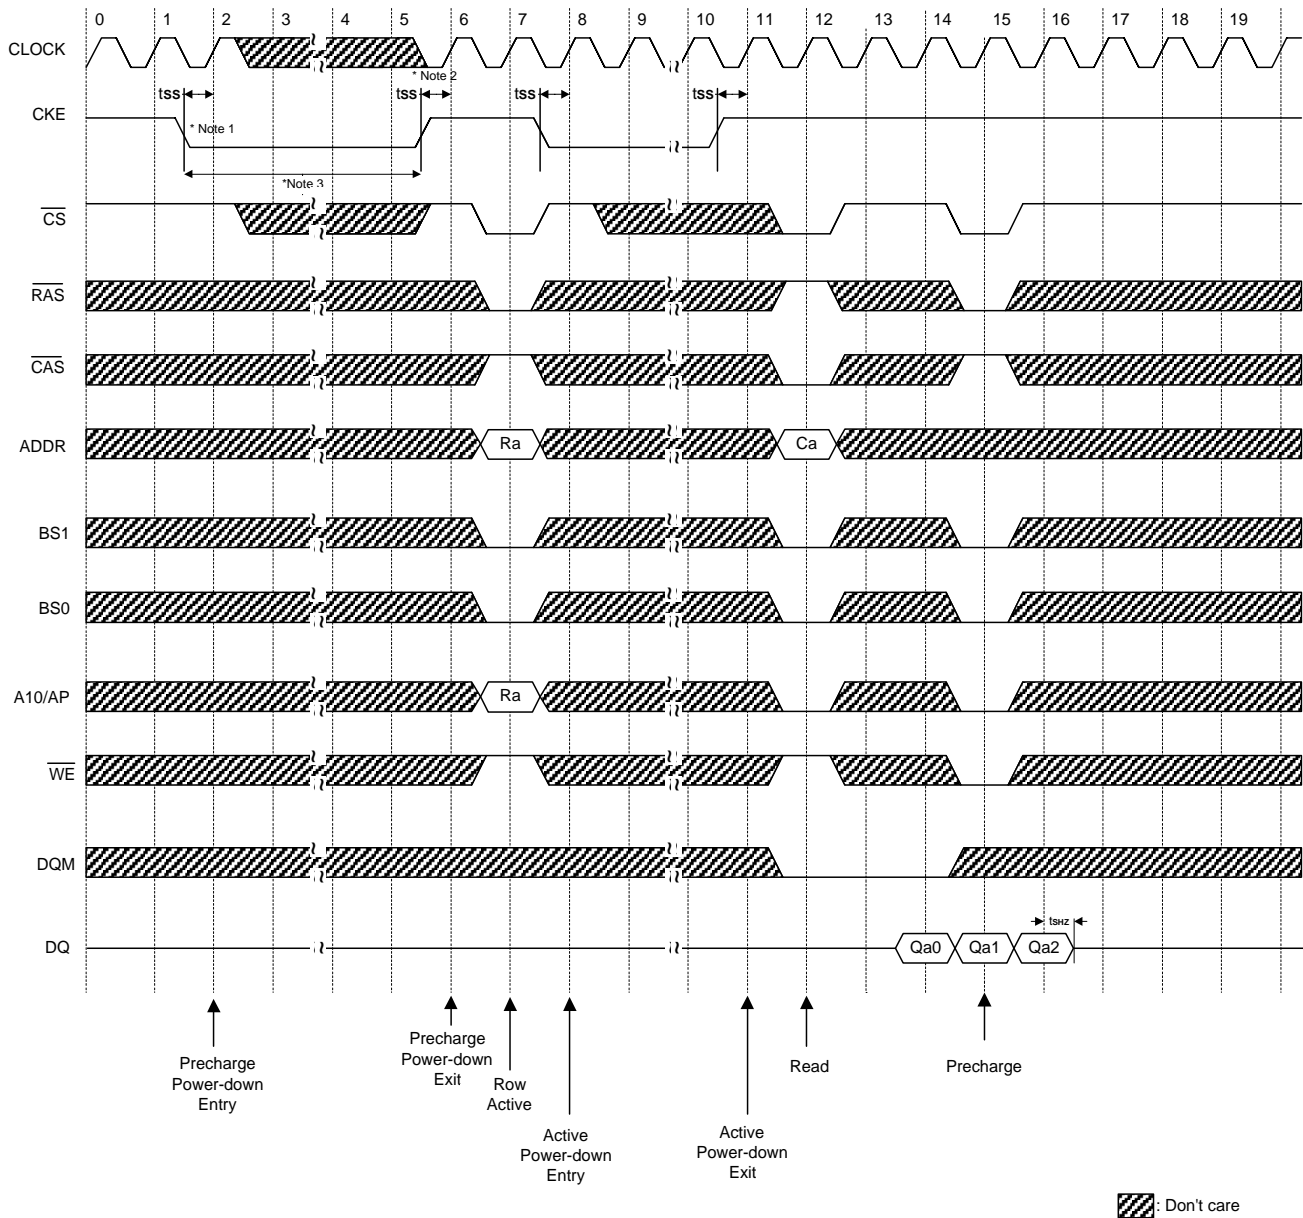 0 1 2 3 4 5 6 7 8 9 10 11 12 13 14 15 16 17 18 19
CLOCK
* Note 2
tss tss tss tss
CKE
* Note 1
*Note 3
CS
RAS
CAS
ADDR Ra Ca
BS1
BS0
A10/AP Ra
WE
DQM
tSHZ
DQ Qa0 Qa1 Qa2
Precharge
Power-down
Entry
Precharge
Power-down
Exit
Row
Active
Active
Power-down
Entry
Active
Power-down
Exit
Read
Precharge
: Don't care